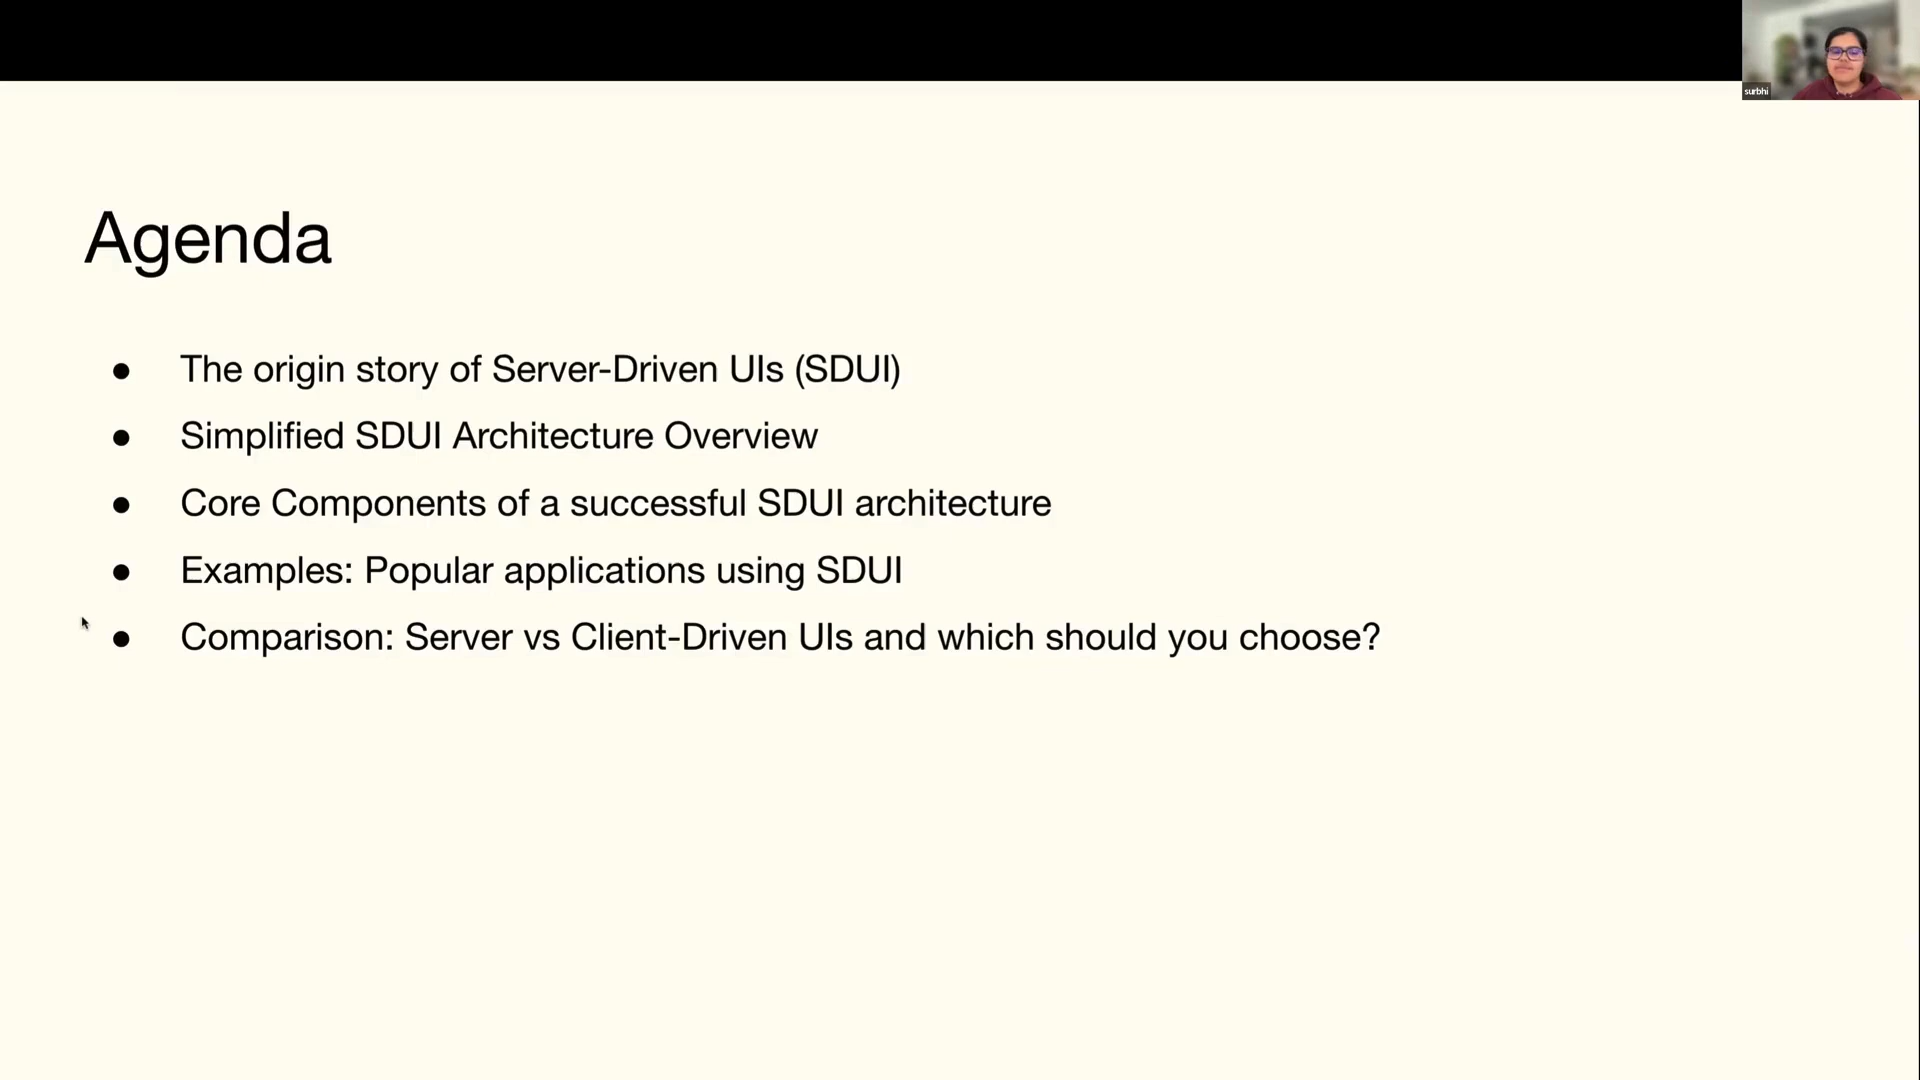 surbhi
Agenda
● The origin story of Server-Driven UIs (SDUI)
● Simplified SDUI Architecture Overview
● Core Components of a successful SDUI architecture
● Examples: Popular applications using SDUI
● Comparison: Server vs Client-Driven UIs and which should you choose?